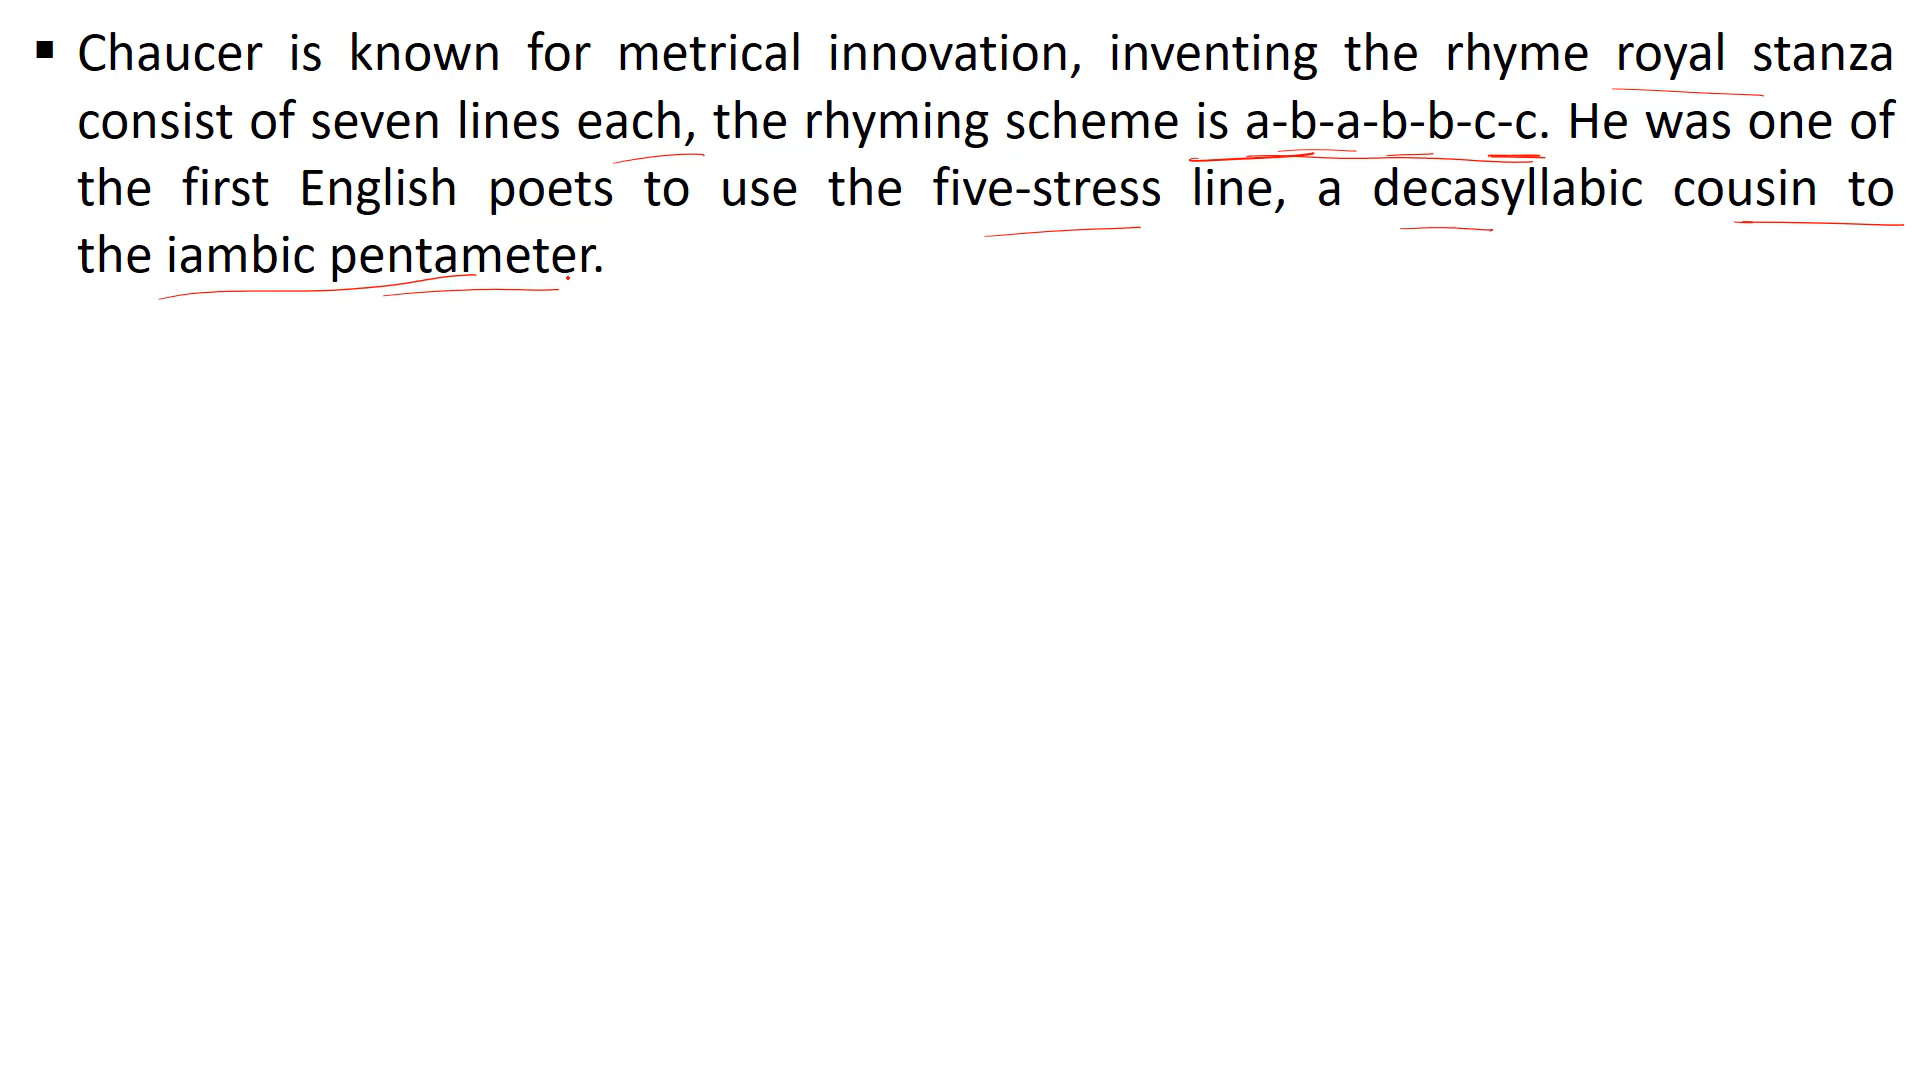 ▪ Chaucer is known for metrical innovation, inventing the rhyme royal stanza
consist of seven lines each, the rhyming scheme is a-b-a-b-b-c-c. He was one of
the first English poets to use the five-stress line, a decasyllabic cousin to
the iambic pentameter.